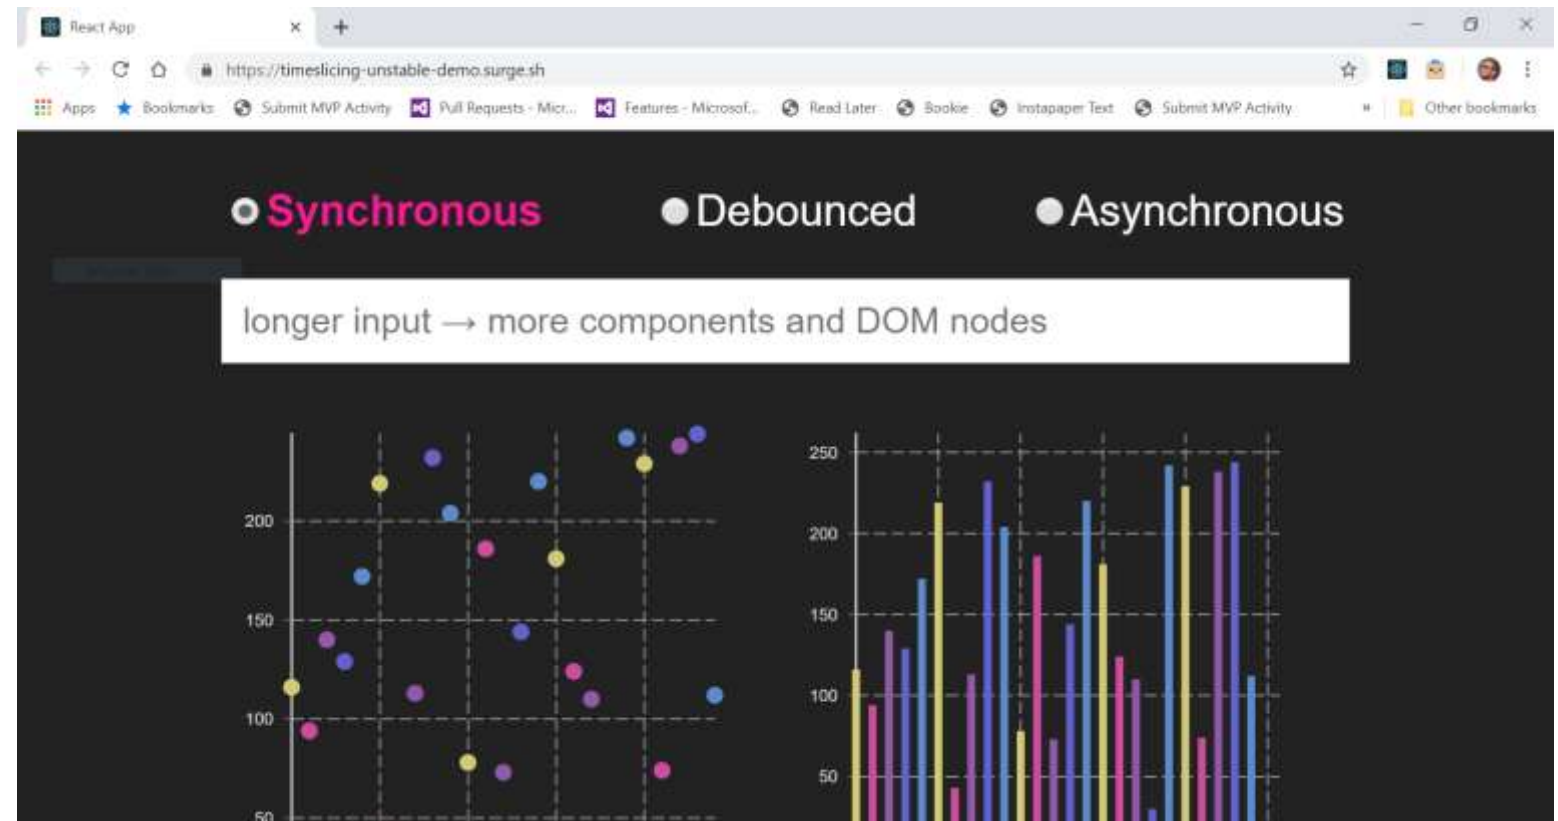 React App
https://timeslicing-unstable-demo.surge.sh
Apps Bookmarks Submit MVP Activity Pull Requests - Micr... Features - Microsof... Read Later Bookie Instapaper Text Submit MVP Activity » Other bookmarks
Synchronous Debounced Asynchronous
longer input → more components and DOM nodes
250
200 200
150 150
100 100
50 50